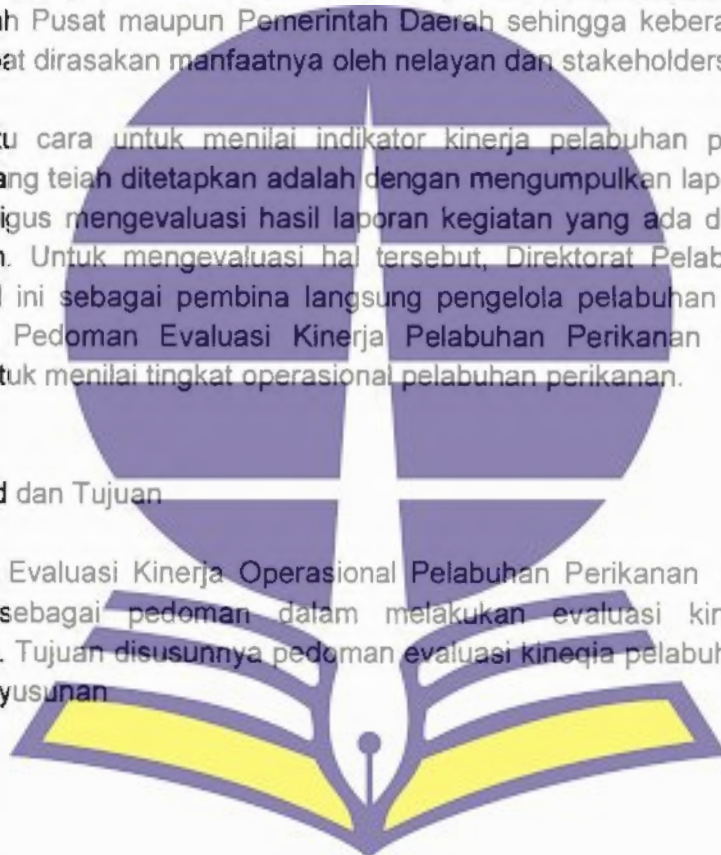 ah Pusat maupun Pemerintah Daerah sehingga kebera
at dirasakan manfaatnya oleh nelayan dan stakeholders
tu cara untuk menilai indikator kinerja pelabuhan p
ang teiah ditetapkan adalah dengan mengumpulkan lap
igus mengevaluasi hasil laporan kegiatan yang ada d
n. Untuk mengevaluasi hal tersebut, Direktorat Pelab
l ini sebagai pembina langsung pengelola pelabuhan
Pedoman Evaluasi Kinerja Pelabuhan Perikanan
tuk menilai tingkat operasional pelabuhan perikanan.
d dan Tujuan
Evaluasi Kinerja Operasional Pelabuhan Perikanan
sebagai pedoman dalam melakukan evaluasi kin
. Tujuan disusunnya pedoman evaluasi kineqia pelabuh
yusunan